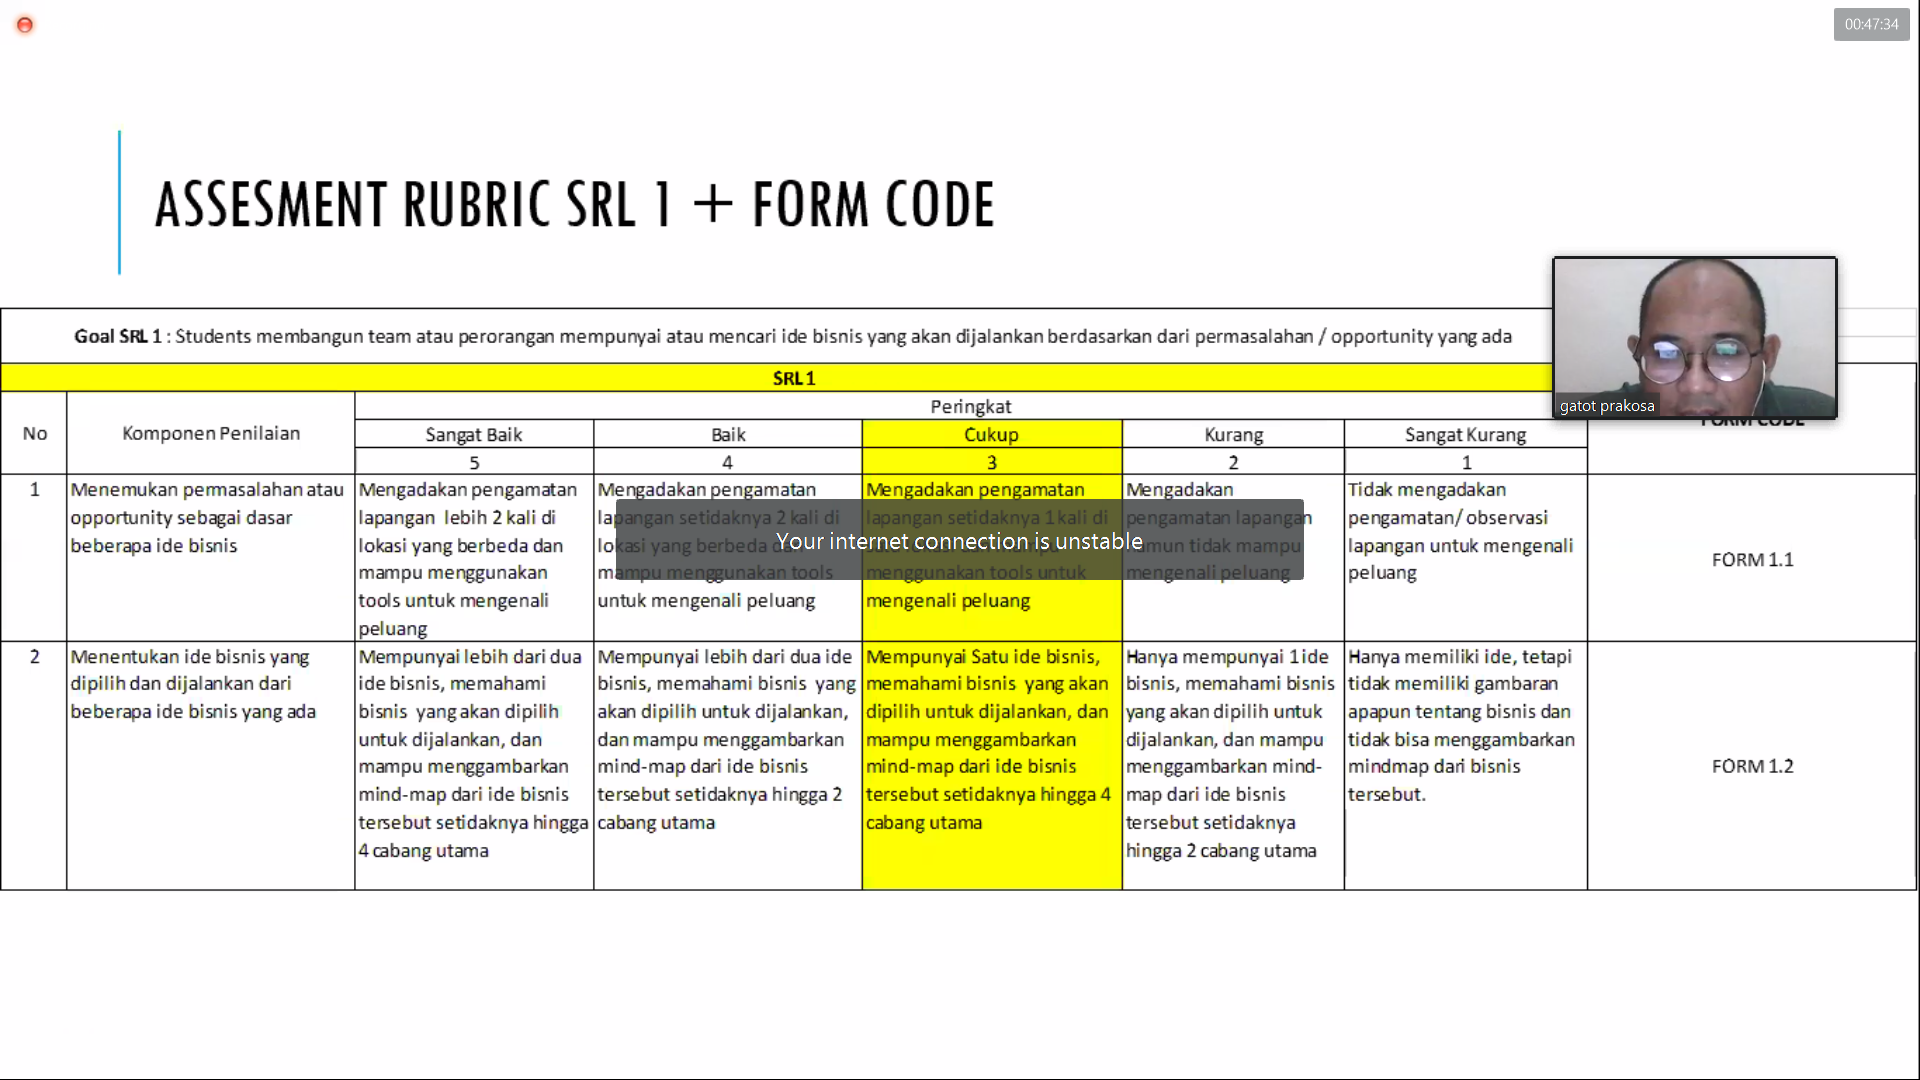 00:47:34
ASSESMENT RUBRIC SRL 1 + FORM CODE
Goal SRL 1 : Students membangun team atau perorangan mempunyai atau mencari ide bisnis yang akan dijalankan berdasarkan dari permasalahan / opportunity yang ada
gatot prakosa
SRL 1
No
Komponen Penilaian
Peringkat
FORM CODE
Sangat Baik
Baik
Cukup
Kurang
Sangat Kurang
5
4
3
2
1
1
Menemukan permasalahan atau
opportunity sebagai dasar
beberapa ide bisnis
Mengadakan pengamatan
lapangan lebih 2 kali di
lokasi yang berbeda dan
mampu menggunakan
tools untuk mengenali
peluang
Mengadakan pengamatan
lapangan setidaknya 2 kali di
lokasi yang berbeda
mampu menggunakan tools
untuk mengenali peluang
Mengadakan pengamatan
lapangan setidaknya 1 kali di
menggunakan tools untuk
mengenali peluang
Mengadakan
pengamatan lapangan
namun tidak mampu
mengenali peluang
Tidak mengadakan
pengamatan/ observasi
lapangan untuk mengenali
peluang
FORM 1.1
Your internet connection is unstable
2
Menentukan ide bisnis yang
dipilih dan dijalankan dari
beberapa ide bisnis yang ada
Mempunyai lebih dari dua
ide bisnis, memahami
bisnis yang akan dipilih
untuk dijalankan, dan
mampu menggambarkan
mind-map dari ide bisnis
tersebut setidaknya hingga
4 cabang utama
Mempunyai lebih dari dua ide
bisnis, memahami bisnis yang
akan dipilih untuk dijalankan,
dan mampu menggambarkan
mind-map dari ide bisnis
tersebut setidaknya hingga 2
cabang utama
Mempunyai Satu ide bisnis,
memahami bisnis yang akan
dipilih untuk dijalankan, dan
mampu menggambarkan
mind-map dari ide bisnis
tersebut setidaknya hingga 4
cabang utama
Hanya mempunyai 1 ide
bisnis, memahami bisnis
yang akan dipilih untuk
dijalankan, dan mampu
menggambarkan mind-
map dari ide bisnis
tersebut setidaknya
hingga 2 cabang utama
Hanya memiliki ide, tetapi
tidak memiliki gambaran
apapun tentang bisnis dan
tidak bisa menggambarkan
mindmap dari bisnis
tersebut.
FORM 1.2